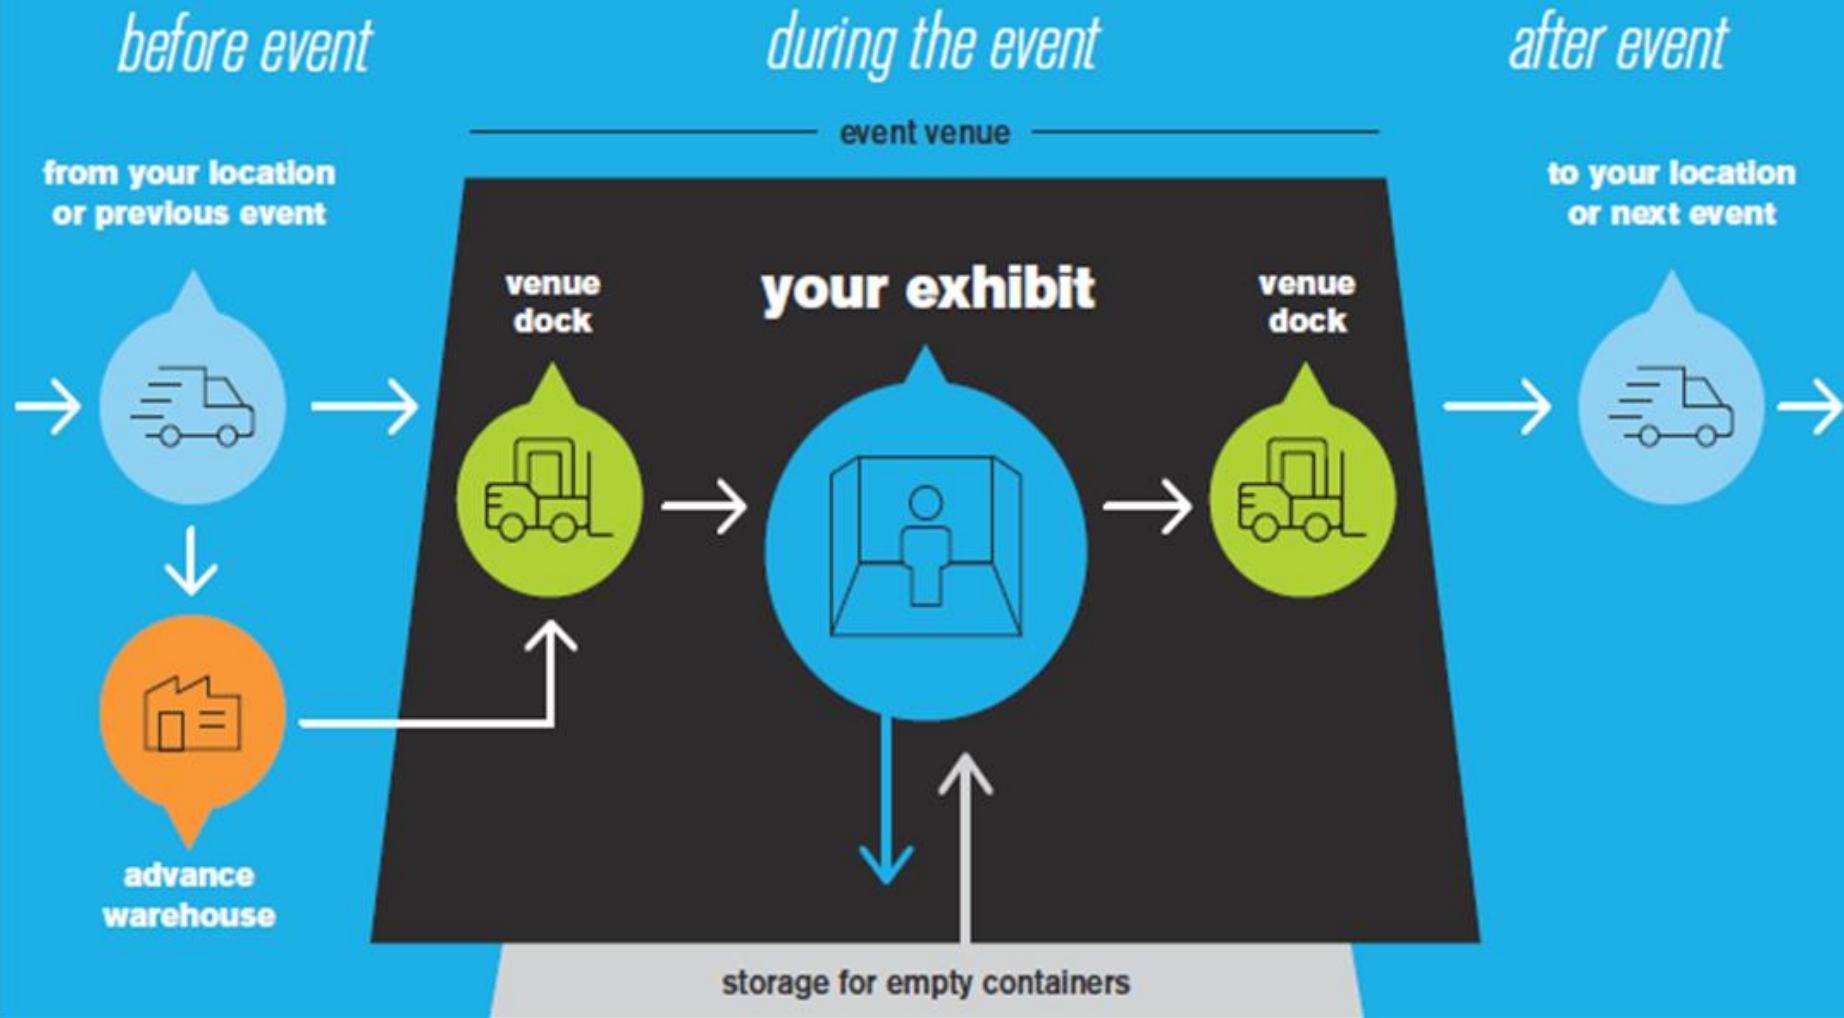 before event
during the event
after event
event venue
from your location
or previous event
to your location
or next event
venue
dock
your exhibit
venue
dock
advance
warehouse
storage for empty containers